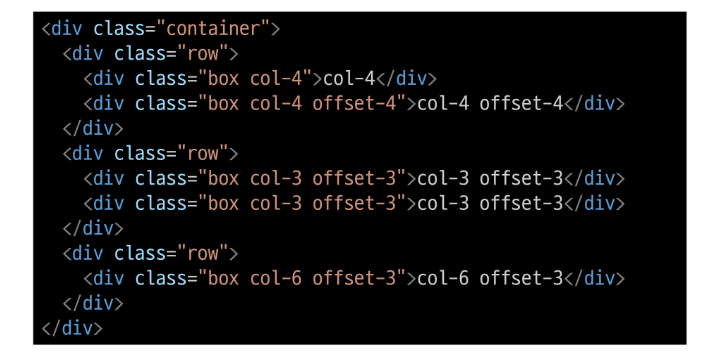 <div class="container">
<div class="row">
<div class="box col-4">col-4</div>
<div class="box col-4 offset-4">col-4 offset-4</div>
</div>
<div class="row">
<div class="box col-3 offset-3">col-3 offset-3</div>
<div class="box col-3 offset-3">col-3 offset-3</div>
</div>
<div class="row">
<div class="box col-6 offset-3">col-6 offset-3</div>
</div>
</div>